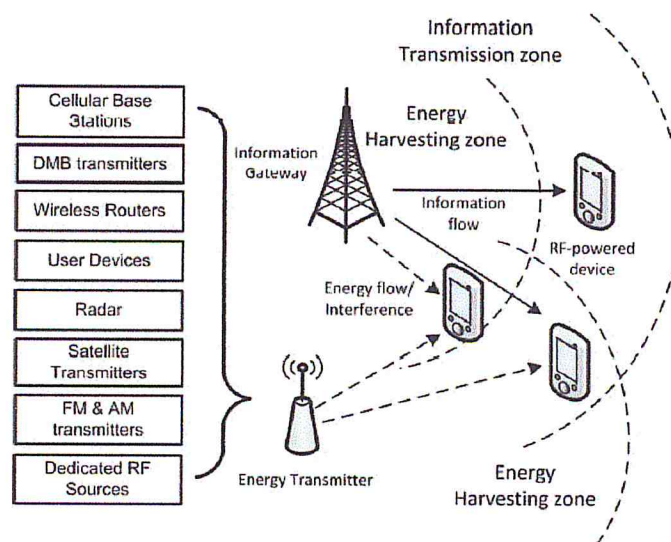 Information
Transmission zone
Cellular Base
Stations
DMB transmitters
Wireless Routers
User Devices
Radar
Satellite
Transmitters
FM & AM
transmitters
Dedicated RF
Sources
Information
Gateway
Energy
Harvesting zone
Information
flow
RF-powered
device
Energy flow/
Interference
Energy Transmitter
Energy
Harvesting zone